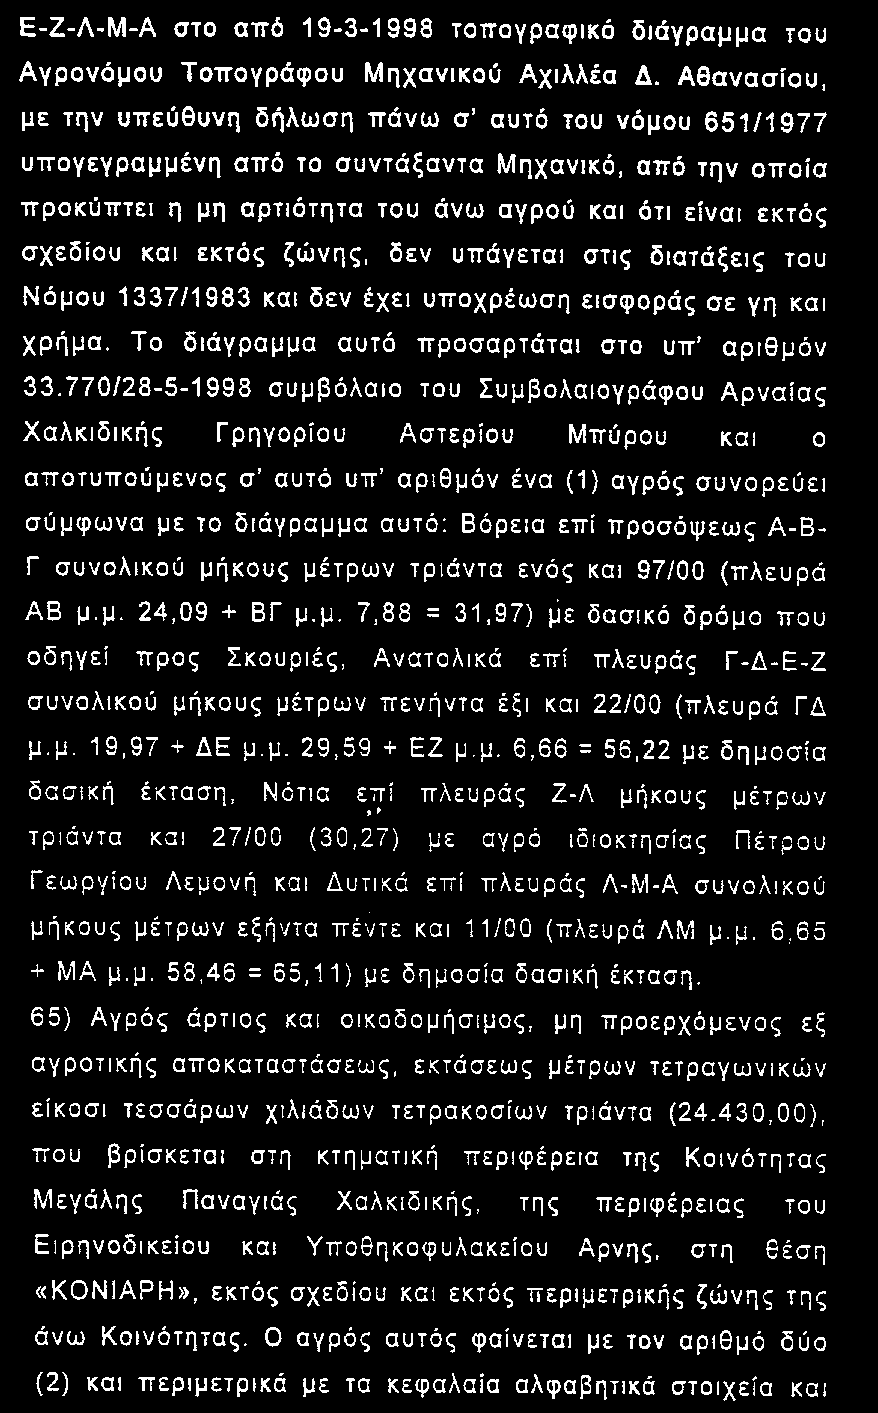 Ε-Ζ-Λ-Μ-Α στο από 19-3-1998 τοπογραφικό διάγραμμα του
Αγρονόμου Τοπογράφου Μηχανικού Αχιλλέα Δ. Αθανασίου,
με την υπεύθυνη δήλωση πάνω σ' αυτό του νόμου 651/1977
υπογεγραμμένη από το συντάξαντα Μηχανικό, από την οποία
προκύπτει η μη αρτιότητα του άνω αγρού και ότι είναι εκτός
σχεδίου και εκτός ζώνης, δεν υπάγεται στις διατάξεις του
Νόμου 1337/1983 και δεν έχει υποχρέωση εισφοράς σε γη και
χρήμα. Το διάγραμμα αυτό προσαρτάται στο υπ' αριθμόν
33.770/28-5-1998 συμβόλαιο του Συμβολαιογράφου Αρναίας
Χαλκιδικής Γρηγορίου Αστερίου Μπύρου και ο
αποτυπούμενος σ' αυτό υπ' αριθμόν ένα (1) αγρός συνορεύει
σύμφωνα με το διάγραμμα αυτό: Βόρεια επί προσόψεως Α-Β-
Γ συνολικού μήκους μέτρων τριάντα ενός και 97/00 (πλευρά
ΑΒ μ.μ. 24,09 + ΒΓ μ.μ. 7,88 = 31,97) με δασικό δρόμο που
οδηγεί προς Σκουριές, Ανατολικά επί πλευράς Γ-Δ-Ε-Ζ
συνολικού μήκους μέτρων πενήντα έξι και 22/00 (πλευρά ΓΔ
μ.μ. 19,97 + ΔΕ μ.μ. 29,59 + ΕΖ μ.μ. 6,66 = 56,22 με δημοσία
δασική έκταση, Νότια επί πλευράς Ζ-Λ μήκους μέτρων
τριάντα και 27/00 (30,27) με αγρό ιδιοκτησίας Πέτρου
Γεωργίου Λεμονή και Δυτικά επί πλευράς Λ-Μ-Α συνολικού
μήκους μέτρων εξήντα πέντε και 11/00 (πλευρά ΛΜ μ.μ. 6,65
+ ΜΑ μ.μ. 58,46 = 65,11) με δημοσία δασική έκταση.
65) Αγρός άρτιος και οικοδομήσιμος, μη προερχόμενος εξ
αγροτικής αποκαταστάσεως, εκτάσεως μέτρων τετραγωνικών
είκοσι τεσσάρων χιλιάδων τετρακοσίων τριάντα (24.430,00),
που βρίσκεται στη κτηματική περιφέρεια της Κοινότητας
Μεγάλης Παναγιάς Χαλκιδικής, της περιφέρειας του
Ειρηνοδικείου και Υποθηκοφυλακείου Αρνης, στη θέση
«ΚΟΝΙΑΡΗ», εκτός σχεδίου και εκτός περιμετρικής ζώνης της
άνω Κοινότητας. Ο αγρός αυτός φαίνεται με τον αριθμό δύο
(2) και περιμετρικά με τα κεφαλαία αλφαβητικά στοιχεία και